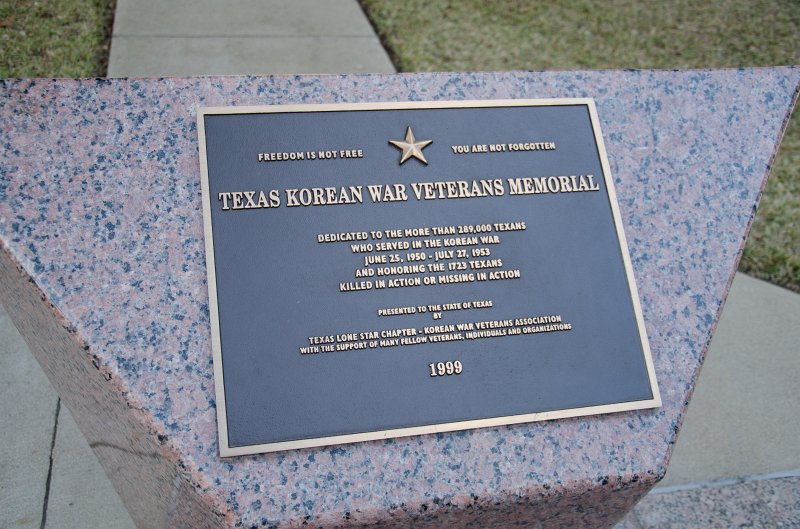 FREEDOM IS NOT FREE YOU ARE NOT FORGOTTEN
TEXAS KOREAN WAR VETERANS MEMORIAL
DEDICATED TO THE MORE THAN 289,000 TEXANS
WHO SERVED IN THE KOREAN WAR
JUNE 25, 1950 - JULY 27, 1953
AND HONORING THE 1723 TEXANS
KILLED IN ACTION OR MISSING IN ACTION
PRESENTED TO THE STATE OF TEXAS
BY
TEXAS LONE STAR CHAPTER - KOREAN WAR VETERANS ASSOCIATION
WITH THE SUPPORT OF MANY FELLOW VETERANS, INDIVIDUALS AND ORGANIZATIONS
1999